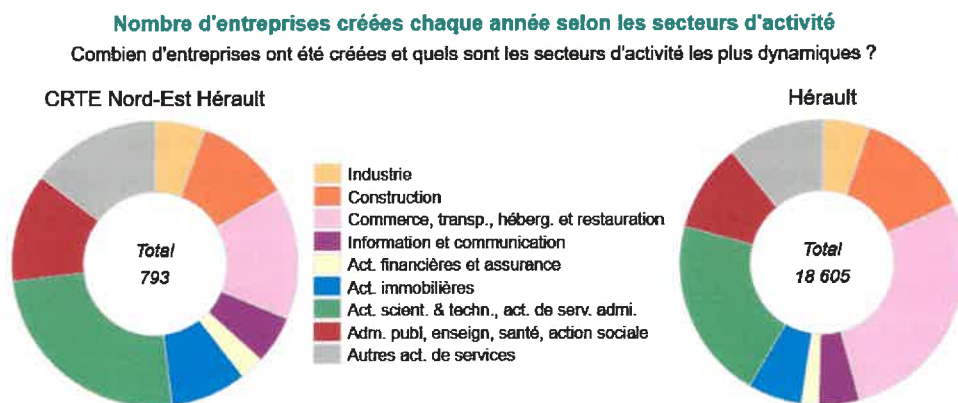 Nombre d'entreprises créées chaque année selon les secteurs d'activité
Combien d'entreprises ont été créées et quels sont les secteurs d'activité les plus dynamiques ?
CRTE Nord-Est Hérault
Hérault
Total
793
Industrie
Construction
Commerce, transp., héberg. et restauration
Information et communication
Act. financières et assurance
Act. immobilières
Act. scient. & techn., act. de serv. admi.
Adm. publ, enseign, santé, action sociale
Autres act. de services
Total
18 605